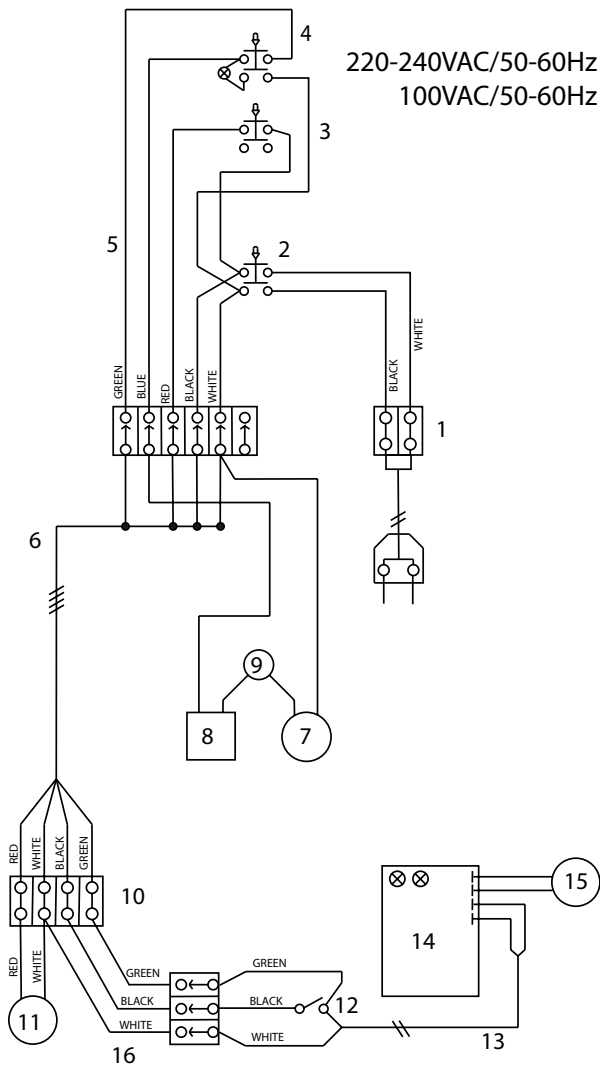 4
220-240VAC/50-60Hz
100VAC/50-60Hz
3
5
2
GREEN
BLUE
RED
BLACK
WHITE
BLACK
WHITE
1
6
9
8
7
RED
WHITE
BLACK
GREEN
10
15
14
RED
WHITE
GREEN
GREEN
BLACK
BLACK
12
11
WHITE
WHITE
13
16